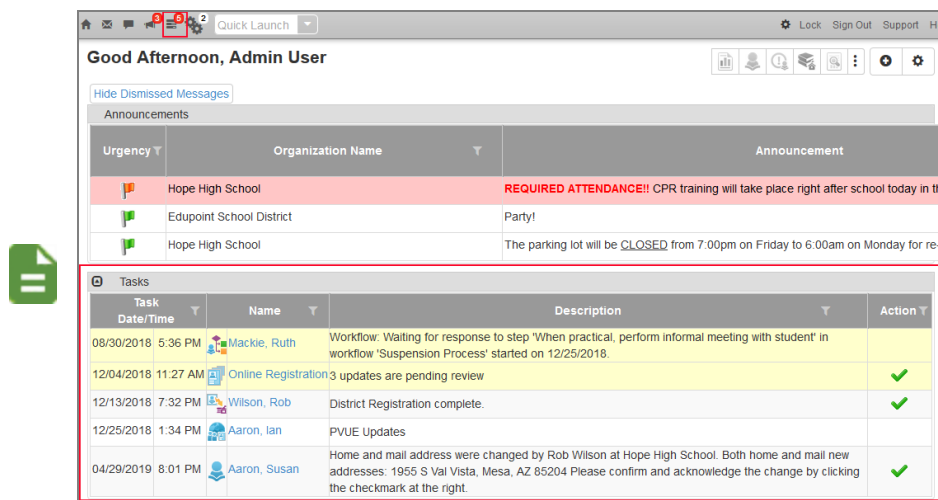 3 5 2 Quick Launch Lock Sign Out Support H
Good Afternoon, Admin User
Hide Dismissed Messages
Announcements
Urgency Organization Name Announcement
Hope High School REQUIRED ATTENDANCE!! CPR training will take place right after school today in th
Edupoint School District Party!
Hope High School The parking lot will be CLOSED from 7:00pm on Friday to 6:00am on Monday for re-
Tasks
Task
Date/Time Name Description Action
08/30/2018 5:36 PM Mackie, Ruth Workflow: Waiting for response to step 'When practical, perform informal meeting with student' in
workflow 'Suspension Process' started on 12/25/2018.
12/04/2018 11:27 AM Online Registration 3 updates are pending review
12/13/2018 7:32 PM Wilson, Rob District Registration complete.
12/25/2018 1:34 PM Aaron, Ian PVUE Updates
Home and mail address were changed by Rob Wilson at Hope High School. Both home and mail new
04/29/2019 8:01 PM Aaron, Susan addresses: 1955 S Val Vista, Mesa, AZ 85204 Please confirm and acknowledge the change by clicking
the checkmark at the right.